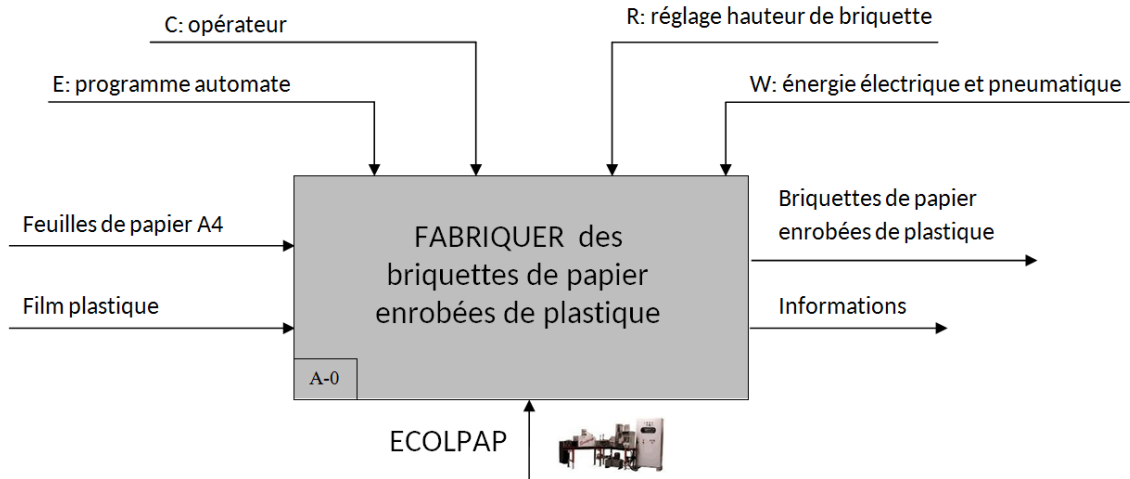 C: opérateur
R: réglage hauteur de briquette
E: programme automate
W: énergie électrique et pneumatique
Feuilles de papier A4
Film plastique
FABRIQUER des
briquettes de papier
enrobées de plastique
A-0
Briquettes de papier
enrobées de plastique
Informations
ECOLPAP